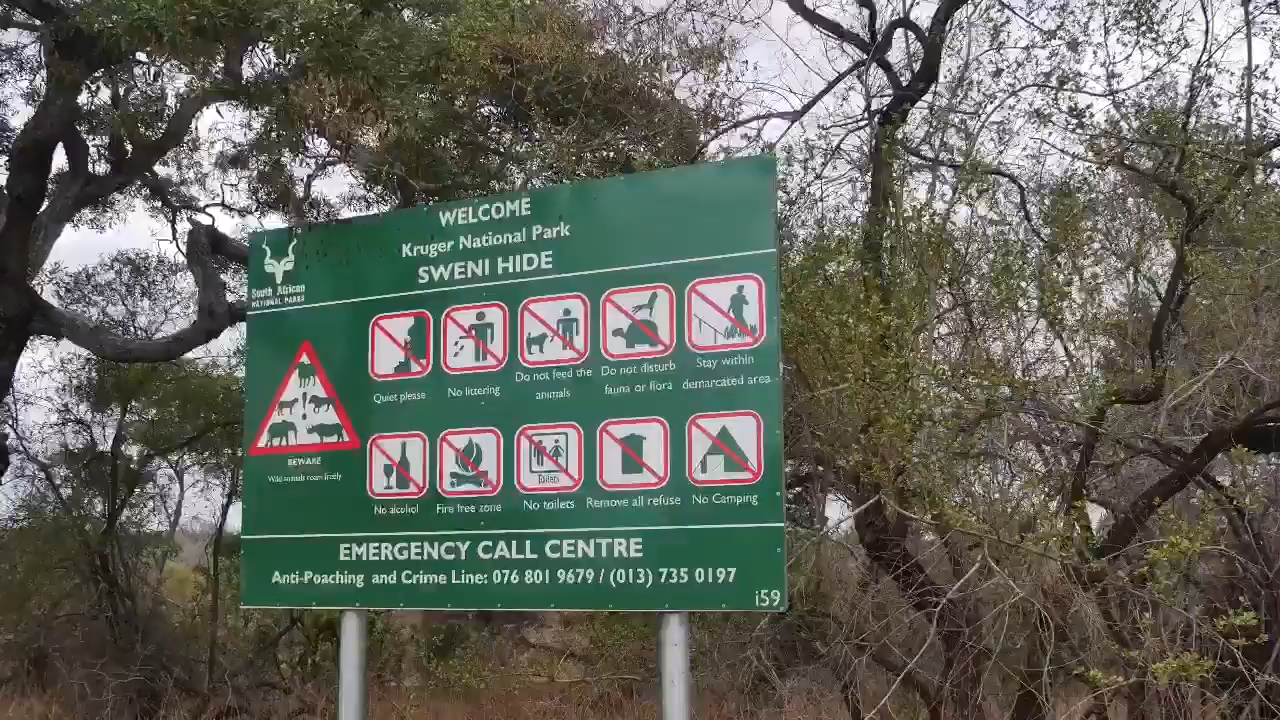 WELCOME
Kruger National Park
SWENI HIDE
South African
NATIONAL PARKS
Quiet please
No littering
Do not feed the
animals
Do not disturb
fauna or flora
Stay within
demarcated area
BEWARE
Wild animals roam freely
No alcohol
Fire free zone
Toilets
No toilets
Remove all refuse
No Camping
EMERGENCY CALL CENTRE
Anti-Poaching and Crime Line: 076 801 9679 / (013) 735 0197
i59